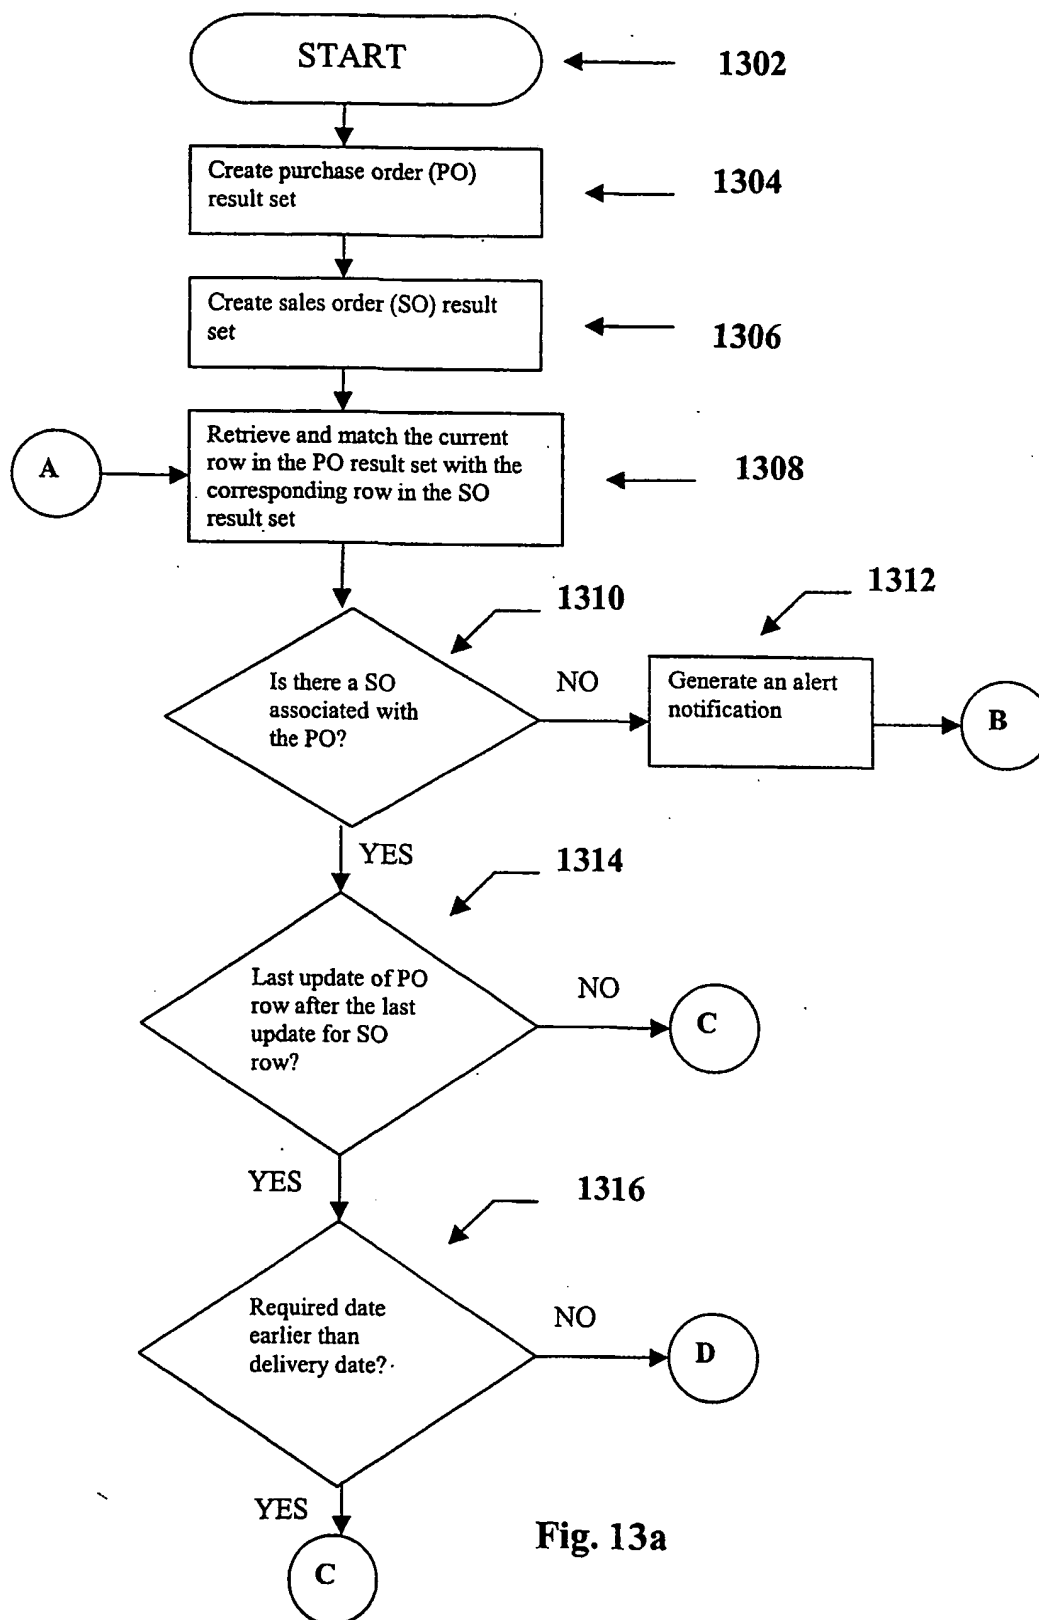 START
1302
Create purchase order (PO)
result set
1304
Create sales order (SO) result
set
1306
A
Retrieve and match the current
row in the PO result set with the
corresponding row in the SO
result set
1308
1310
1312
Is there a SO
associated with
the PO?
NO
Generate an alert
notification
B
YES
1314
Last update of PO
row after the last
update for SO
row?
NO
C
YES
1316
Required date
earlier than
delivery date?
NO
D
YES
C
Fig. 13a